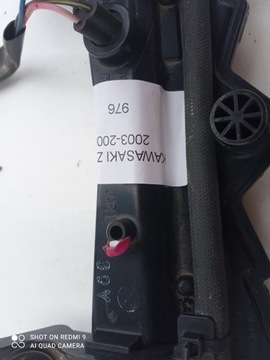 KAWASAKI Z
2003-200
976
SHOT ON REDMI 9
AI QUAD CAMERA